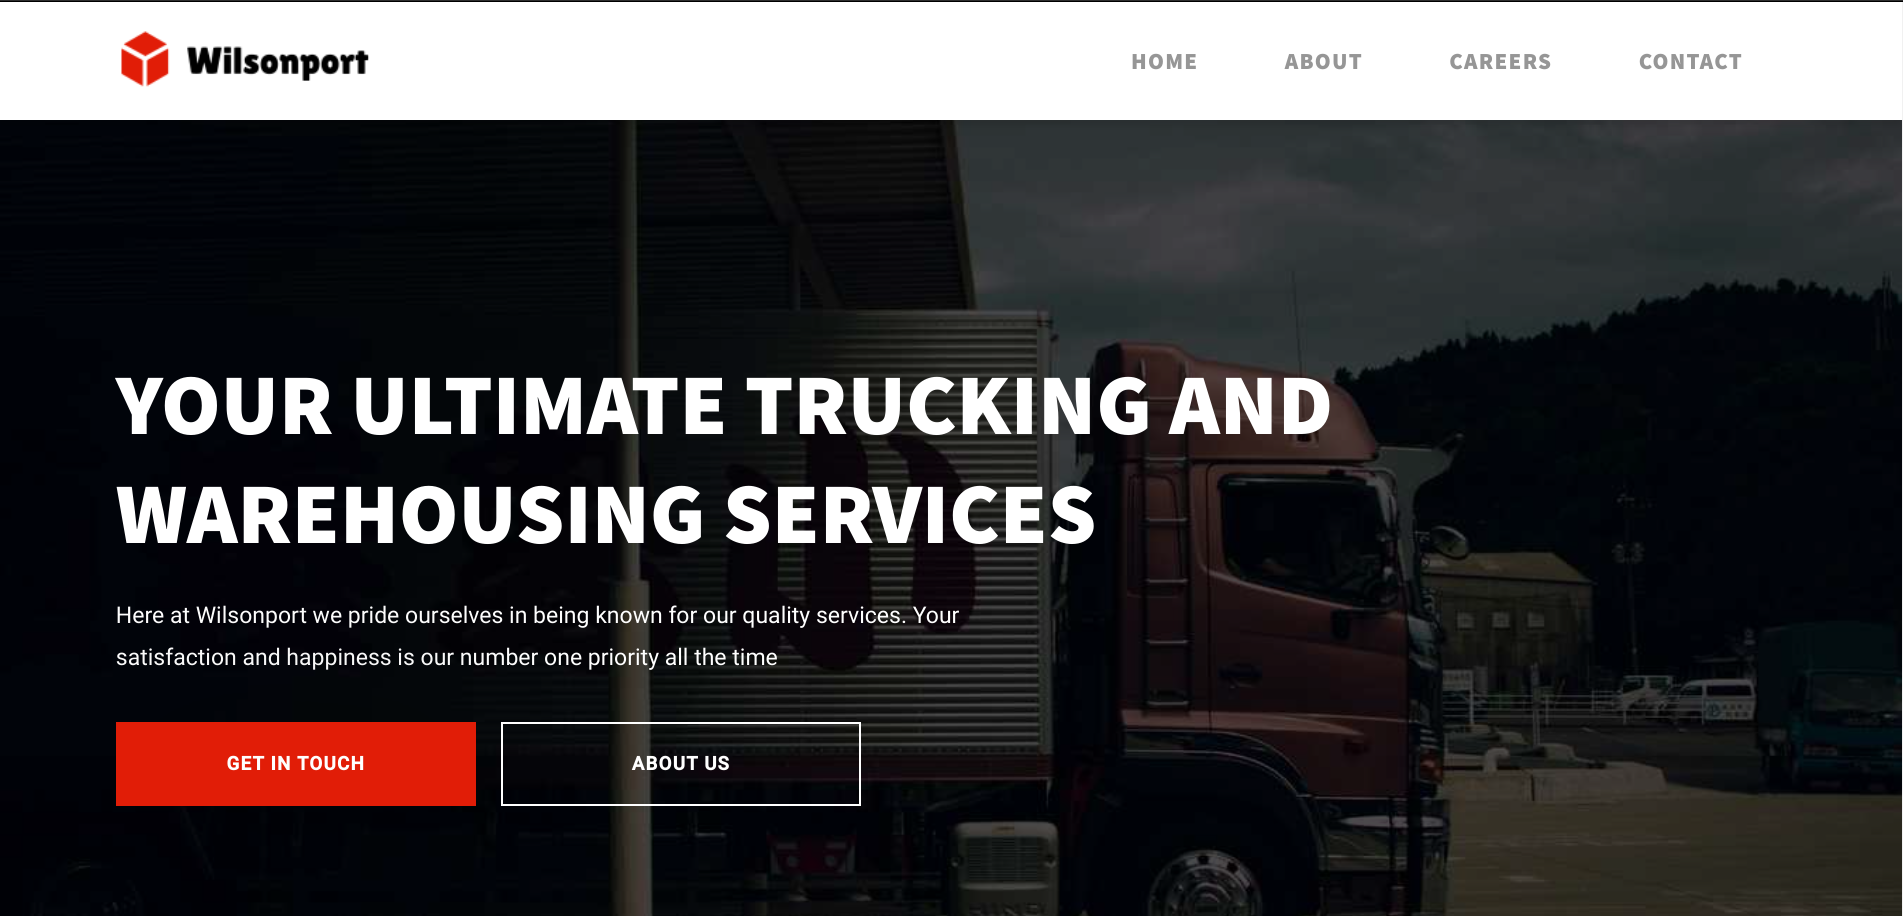 Wilsonport
HOME ABOUT CAREERS CONTACT
YOUR ULTIMATE TRUCKING AND
WAREHOUSING SERVICES
Here at Wilsonport we pride ourselves in being known for our quality services. Your
satisfaction and happiness is our number one priority all the time
GET IN TOUCH ABOUT US
HINO